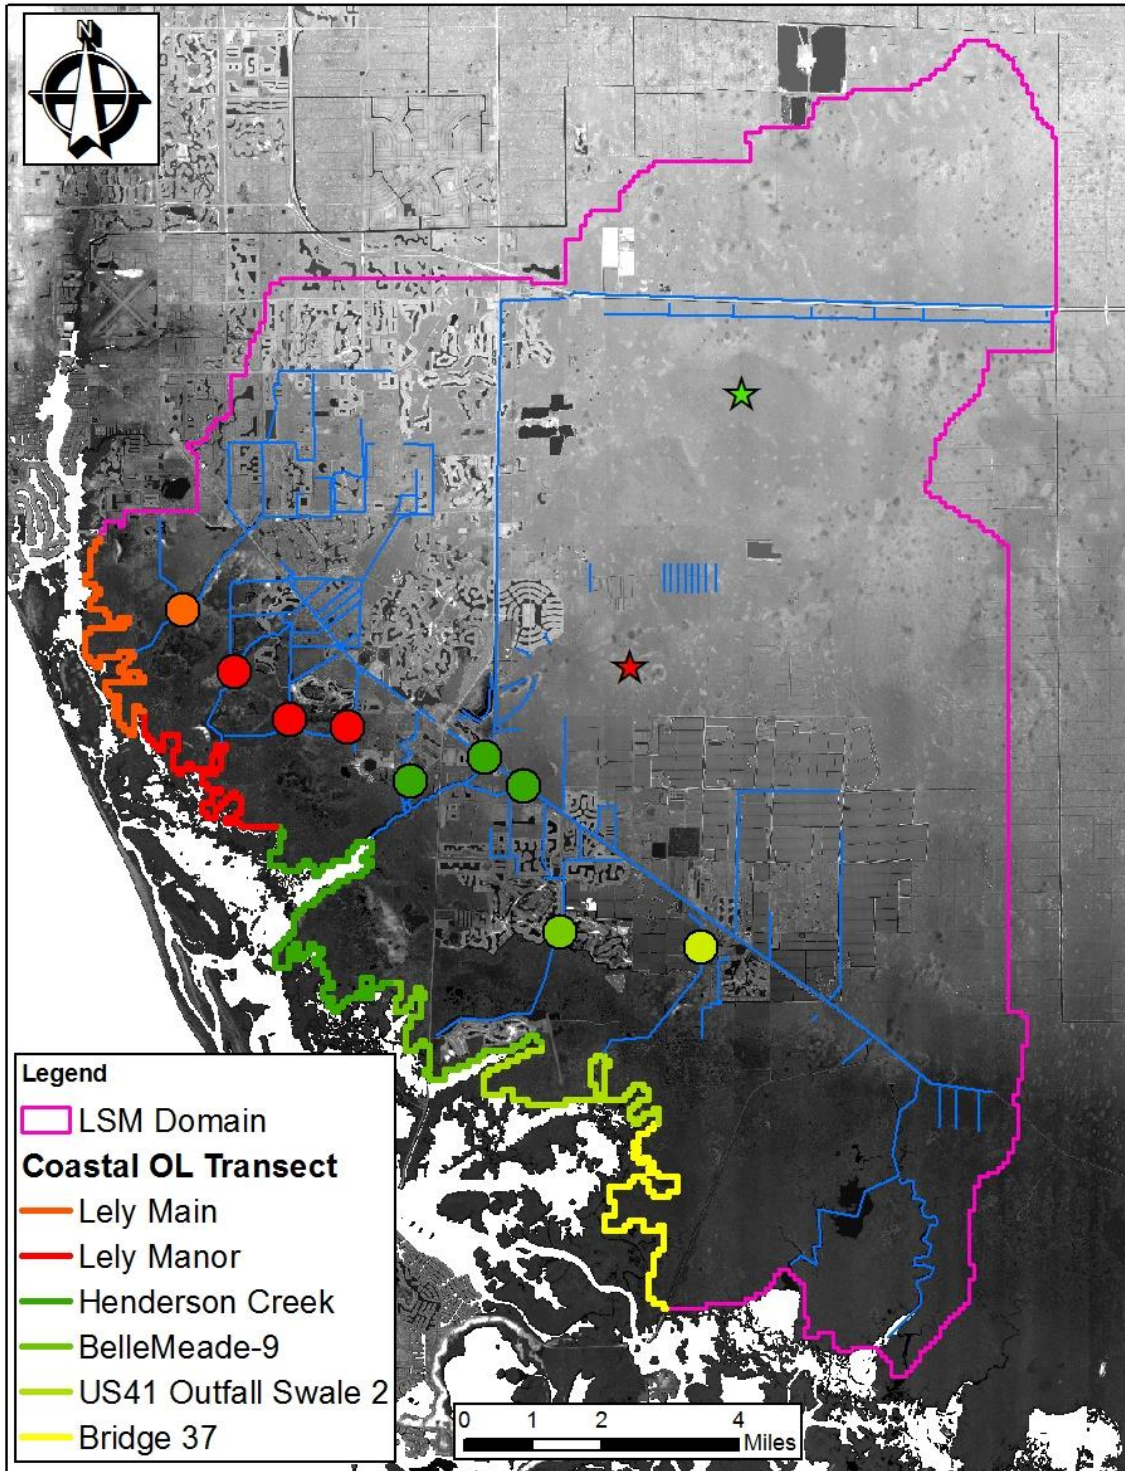 N
Legend
LSM Domain
Coastal OL Transect
Lely Main
Lely Manor
Henderson Creek
BelleMeade-9
US41 Outfall Swale 2
Bridge 37
0 1 2 4
Miles